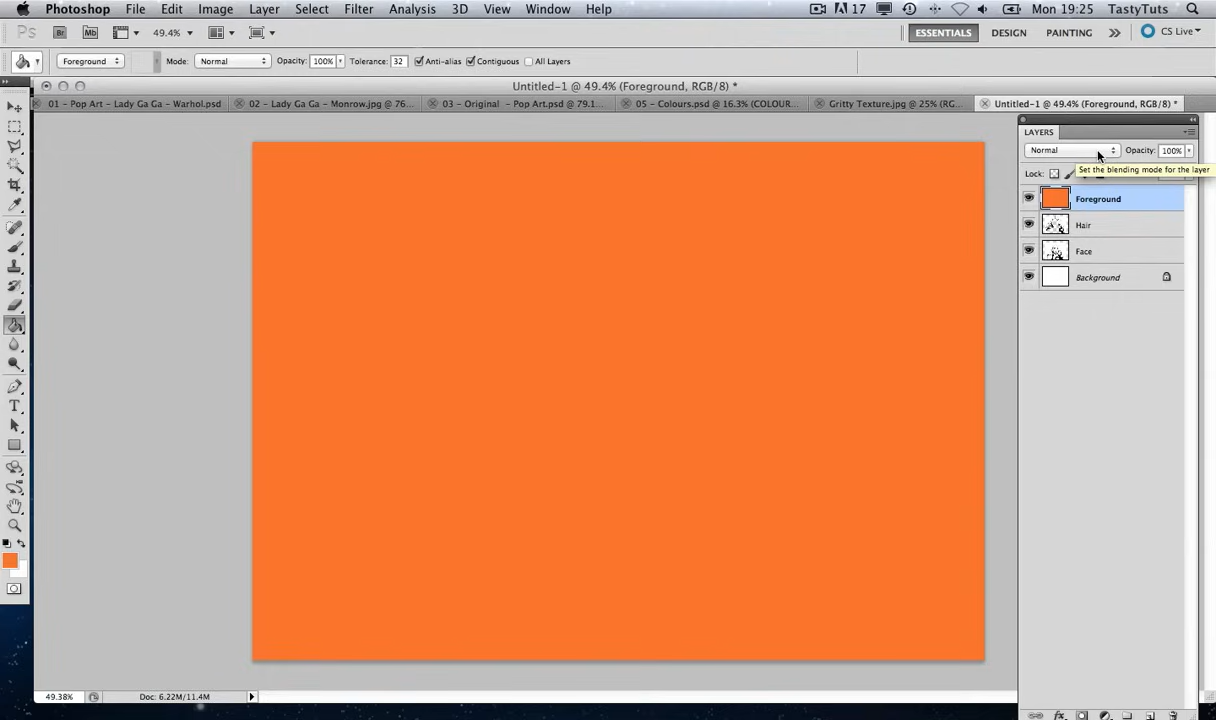 Photoshop File Edit Image Layer Select Filter Analysis 3D View Window Help 17 Mon 19:25 TastyTuts
Ps Br Mb 49.4% ESSENTIALS DESIGN PAINTING >> CS Live
Foreground Mode: Normal Opacity: 100% Tolerance: 32 Anti-alias Contiguous All Layers
Untitled-1 @ 49.4% (Foreground, RGB/8) *
01 - Pop Art - Lady Ga Ga - Warhol.psd 02 - Lady Ga Ga - Monrow.jpg @ 76... 03 - Original - Pop Art.psd @ 79.1... 05 - Colours.psd @ 16.3% (COLOUR... Gritty Texture.jpg @ 25% (RG... Untitled-1 @ 49.4% (Foreground, RGB/8) *
LAYERS
Normal Opacity: 100%
Lock:
Set the blending mode for the layer
Foreground
Hair
Face
Background
49.38% Doc: 6.22M/11.4M